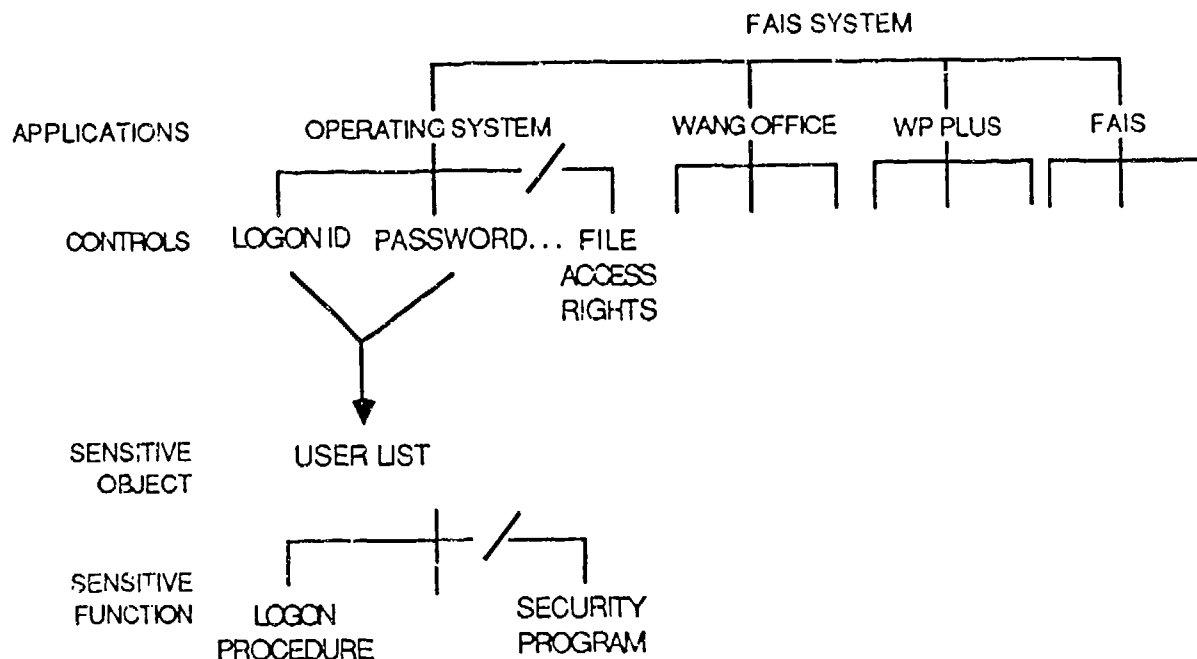 FAIS SYSTEM
APPLICATIONS OPERATING SYSTEM WANG OFFICE WP PLUS FAIS
CONTROLS LOGON ID PASSWORD... FILE
ACCESS
RIGHTS
SENSITIVE
OBJECT
USER LIST
SENSITIVE
FUNCTION
LOGON
PROCEDURE
SECURITY
PROGRAM